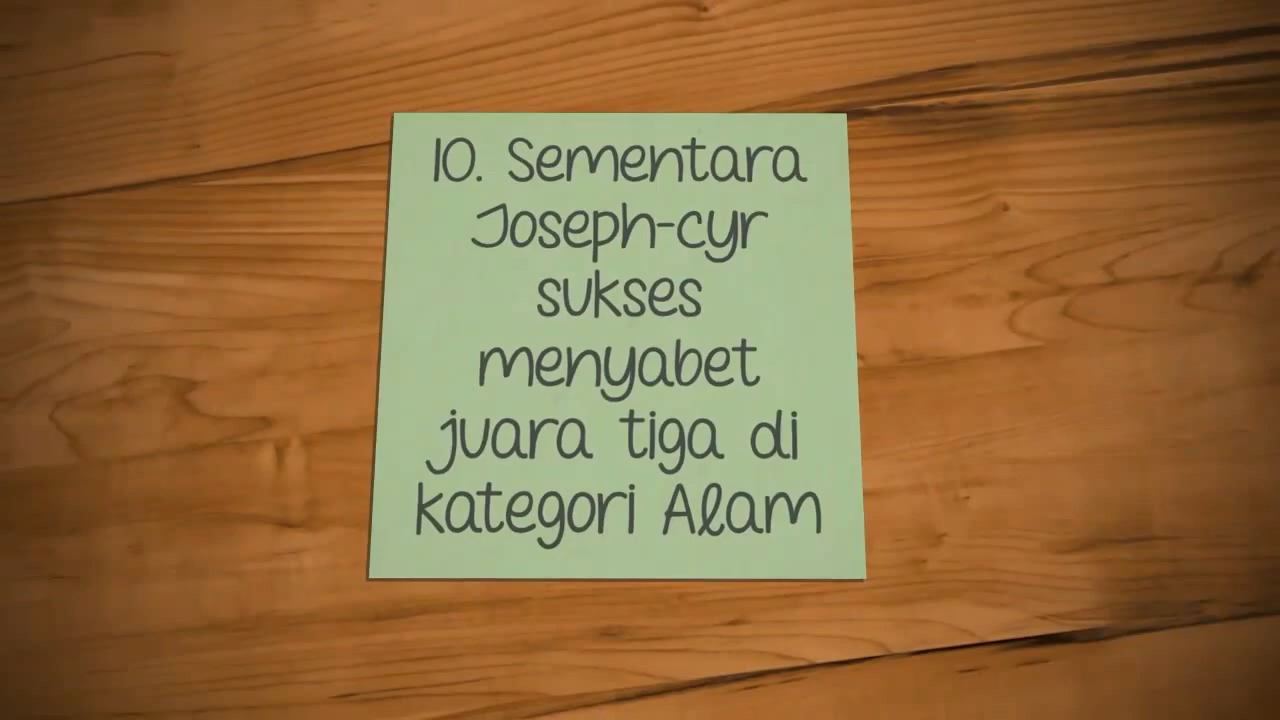 10. Sementara
Joseph-cyr
sukses
menyabet
juara tiga di
kategori Alam